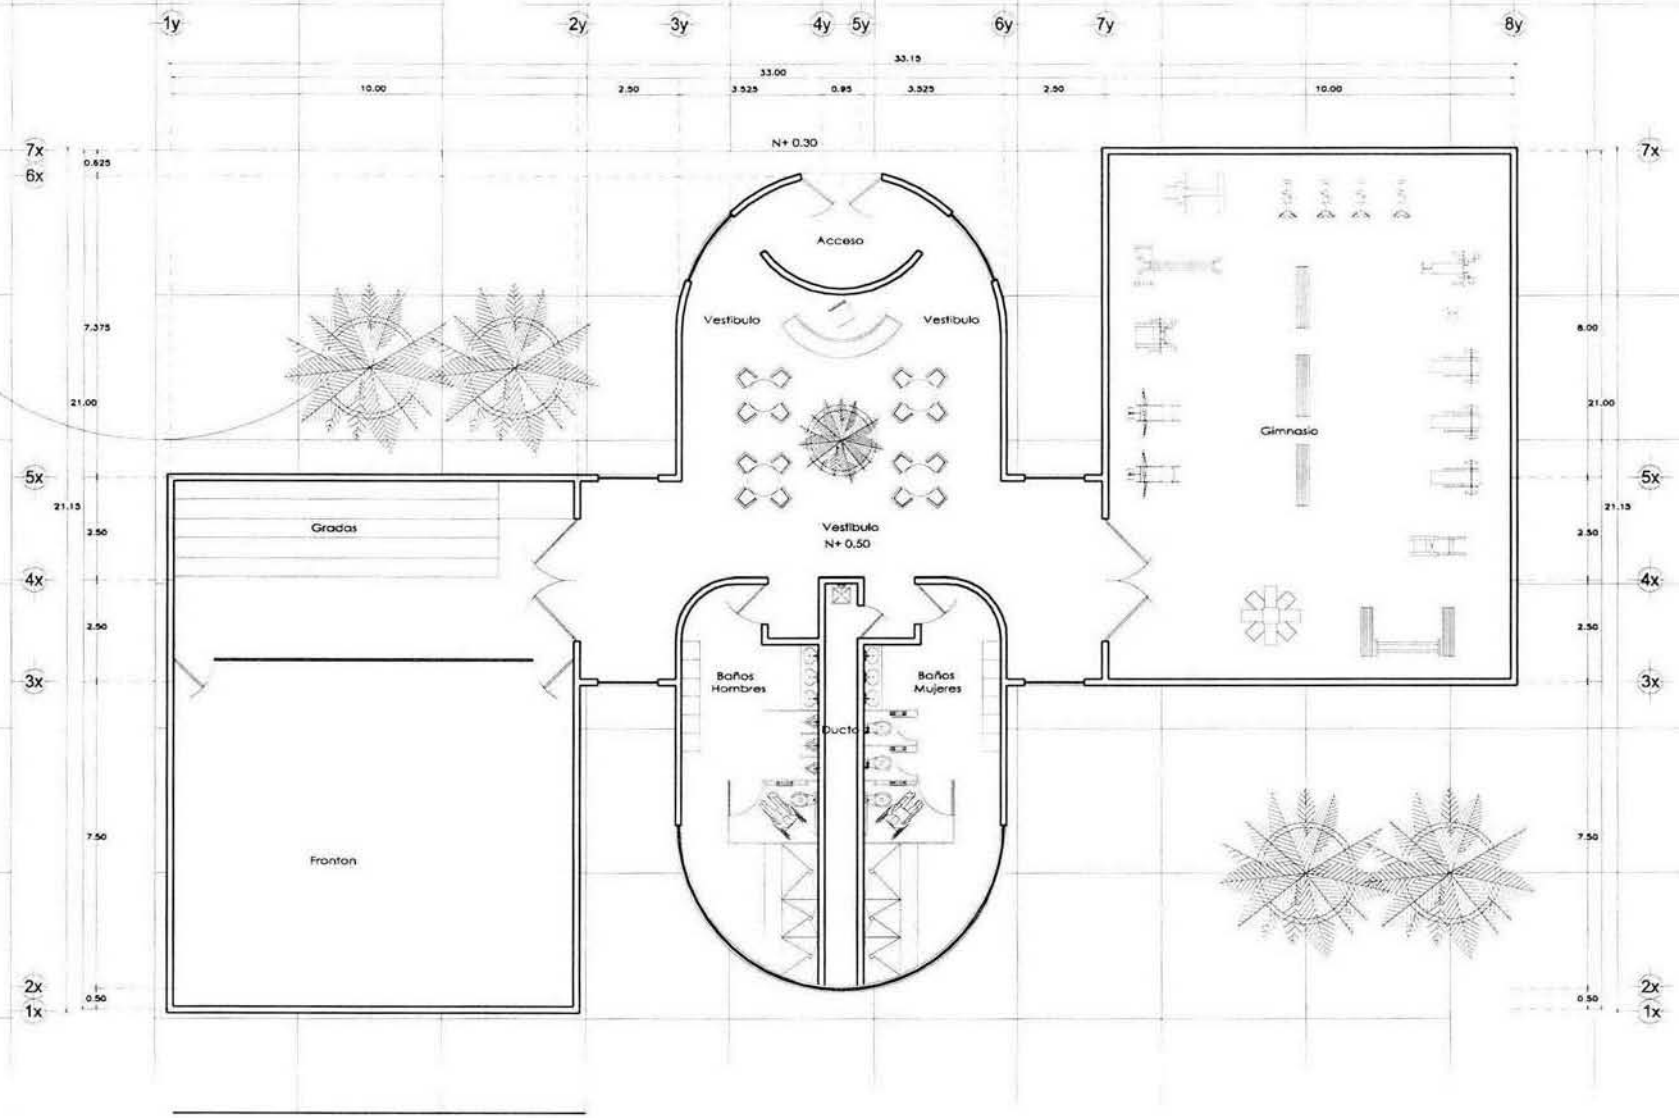 1y 2y 3y 4y 5y 6y 7y 8y
33.15
33.00
10.00 2.50 3.525 0.95 3.525 2.50 10.00
N+ 0.30
7x 7x
0.625
6x
Acceso
Vestibulo Vestibulo
7.375 8.00
21.00 21.00
Gimnasio
5x 5x
21.15 21.15
Gradas
Vestibulo
N+ 0.50
2.50 2.50
4x 4x
2.50 2.50
3x 3x
Baños
Hombres
Baños
Mujeres
Ducto
7.50 7.50
Fronton
2x 2x
0.50 0.50
1x 1x